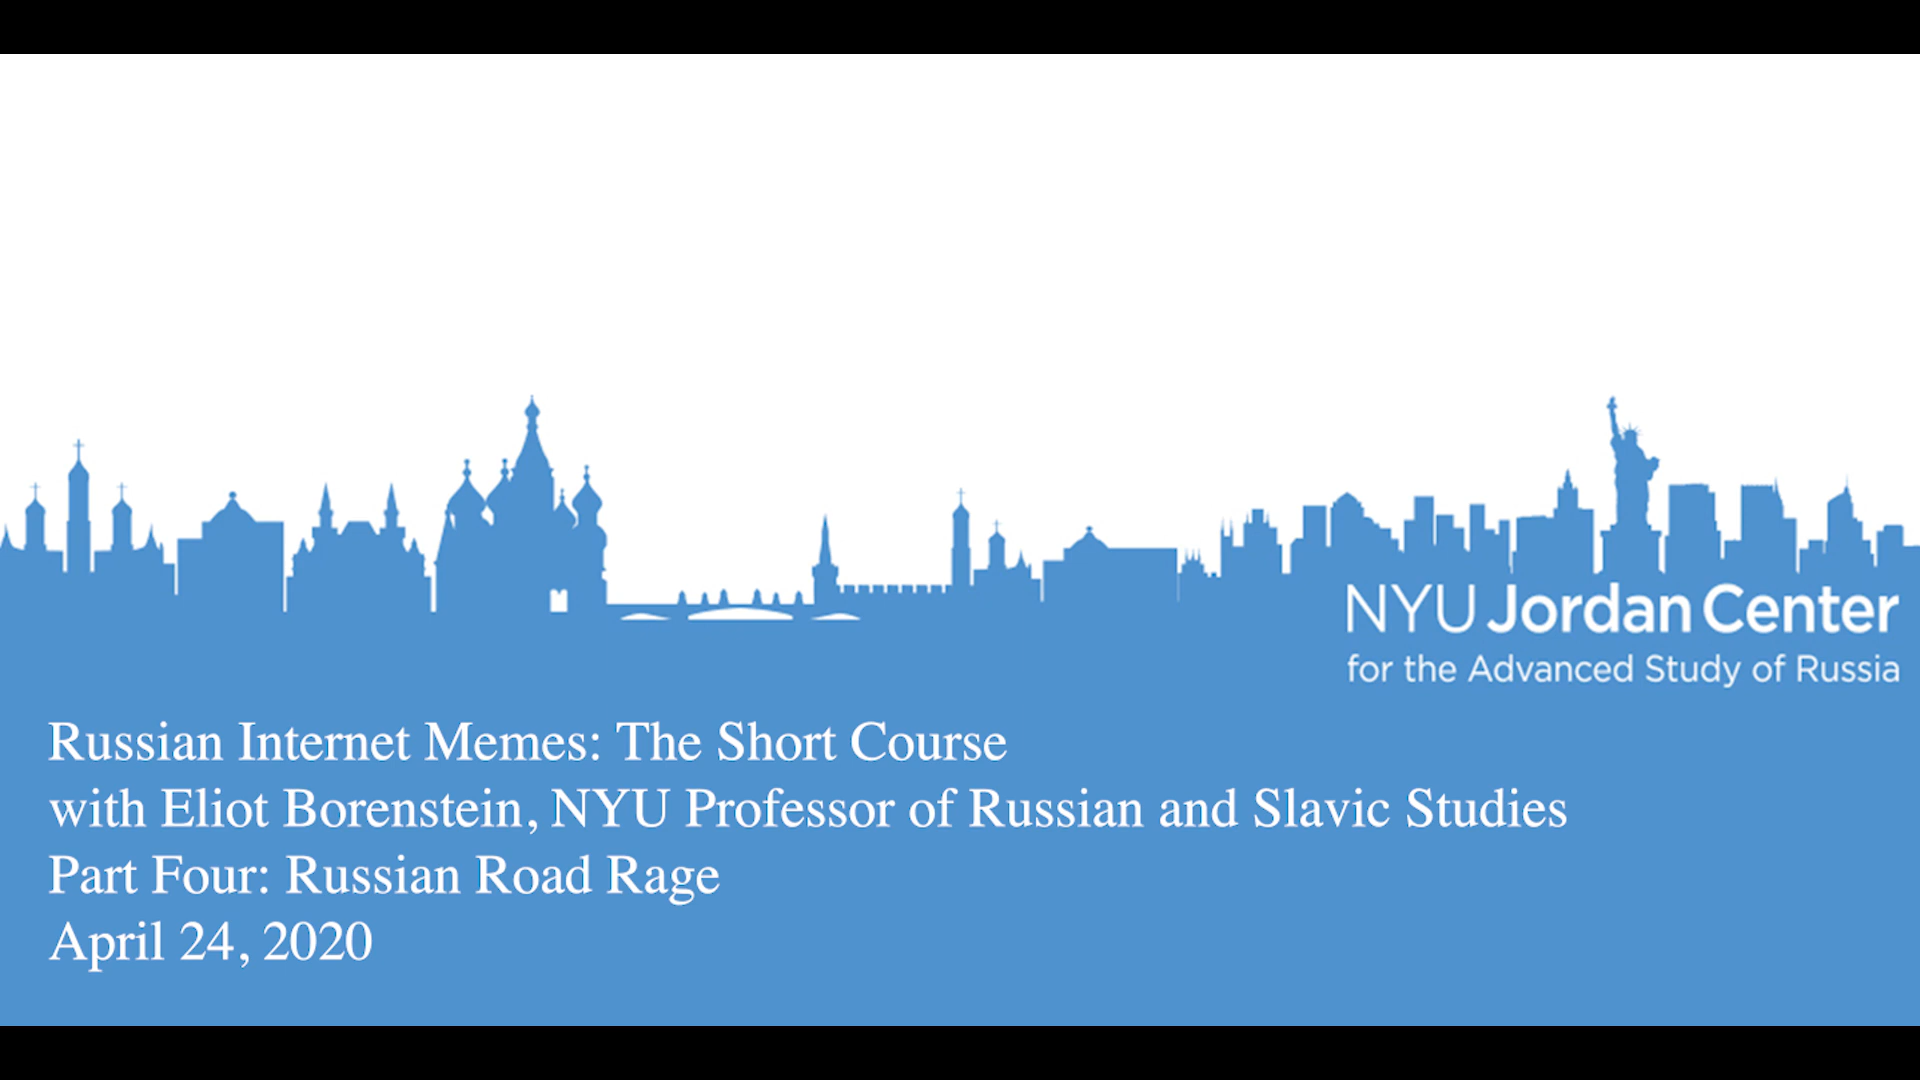 NYU Jordan Center
for the Advanced Study of Russia
Russian Internet Memes: The Short Course
with Eliot Borenstein, NYU Professor of Russian and Slavic Studies
Part Four: Russian Road Rage
April 24, 2020